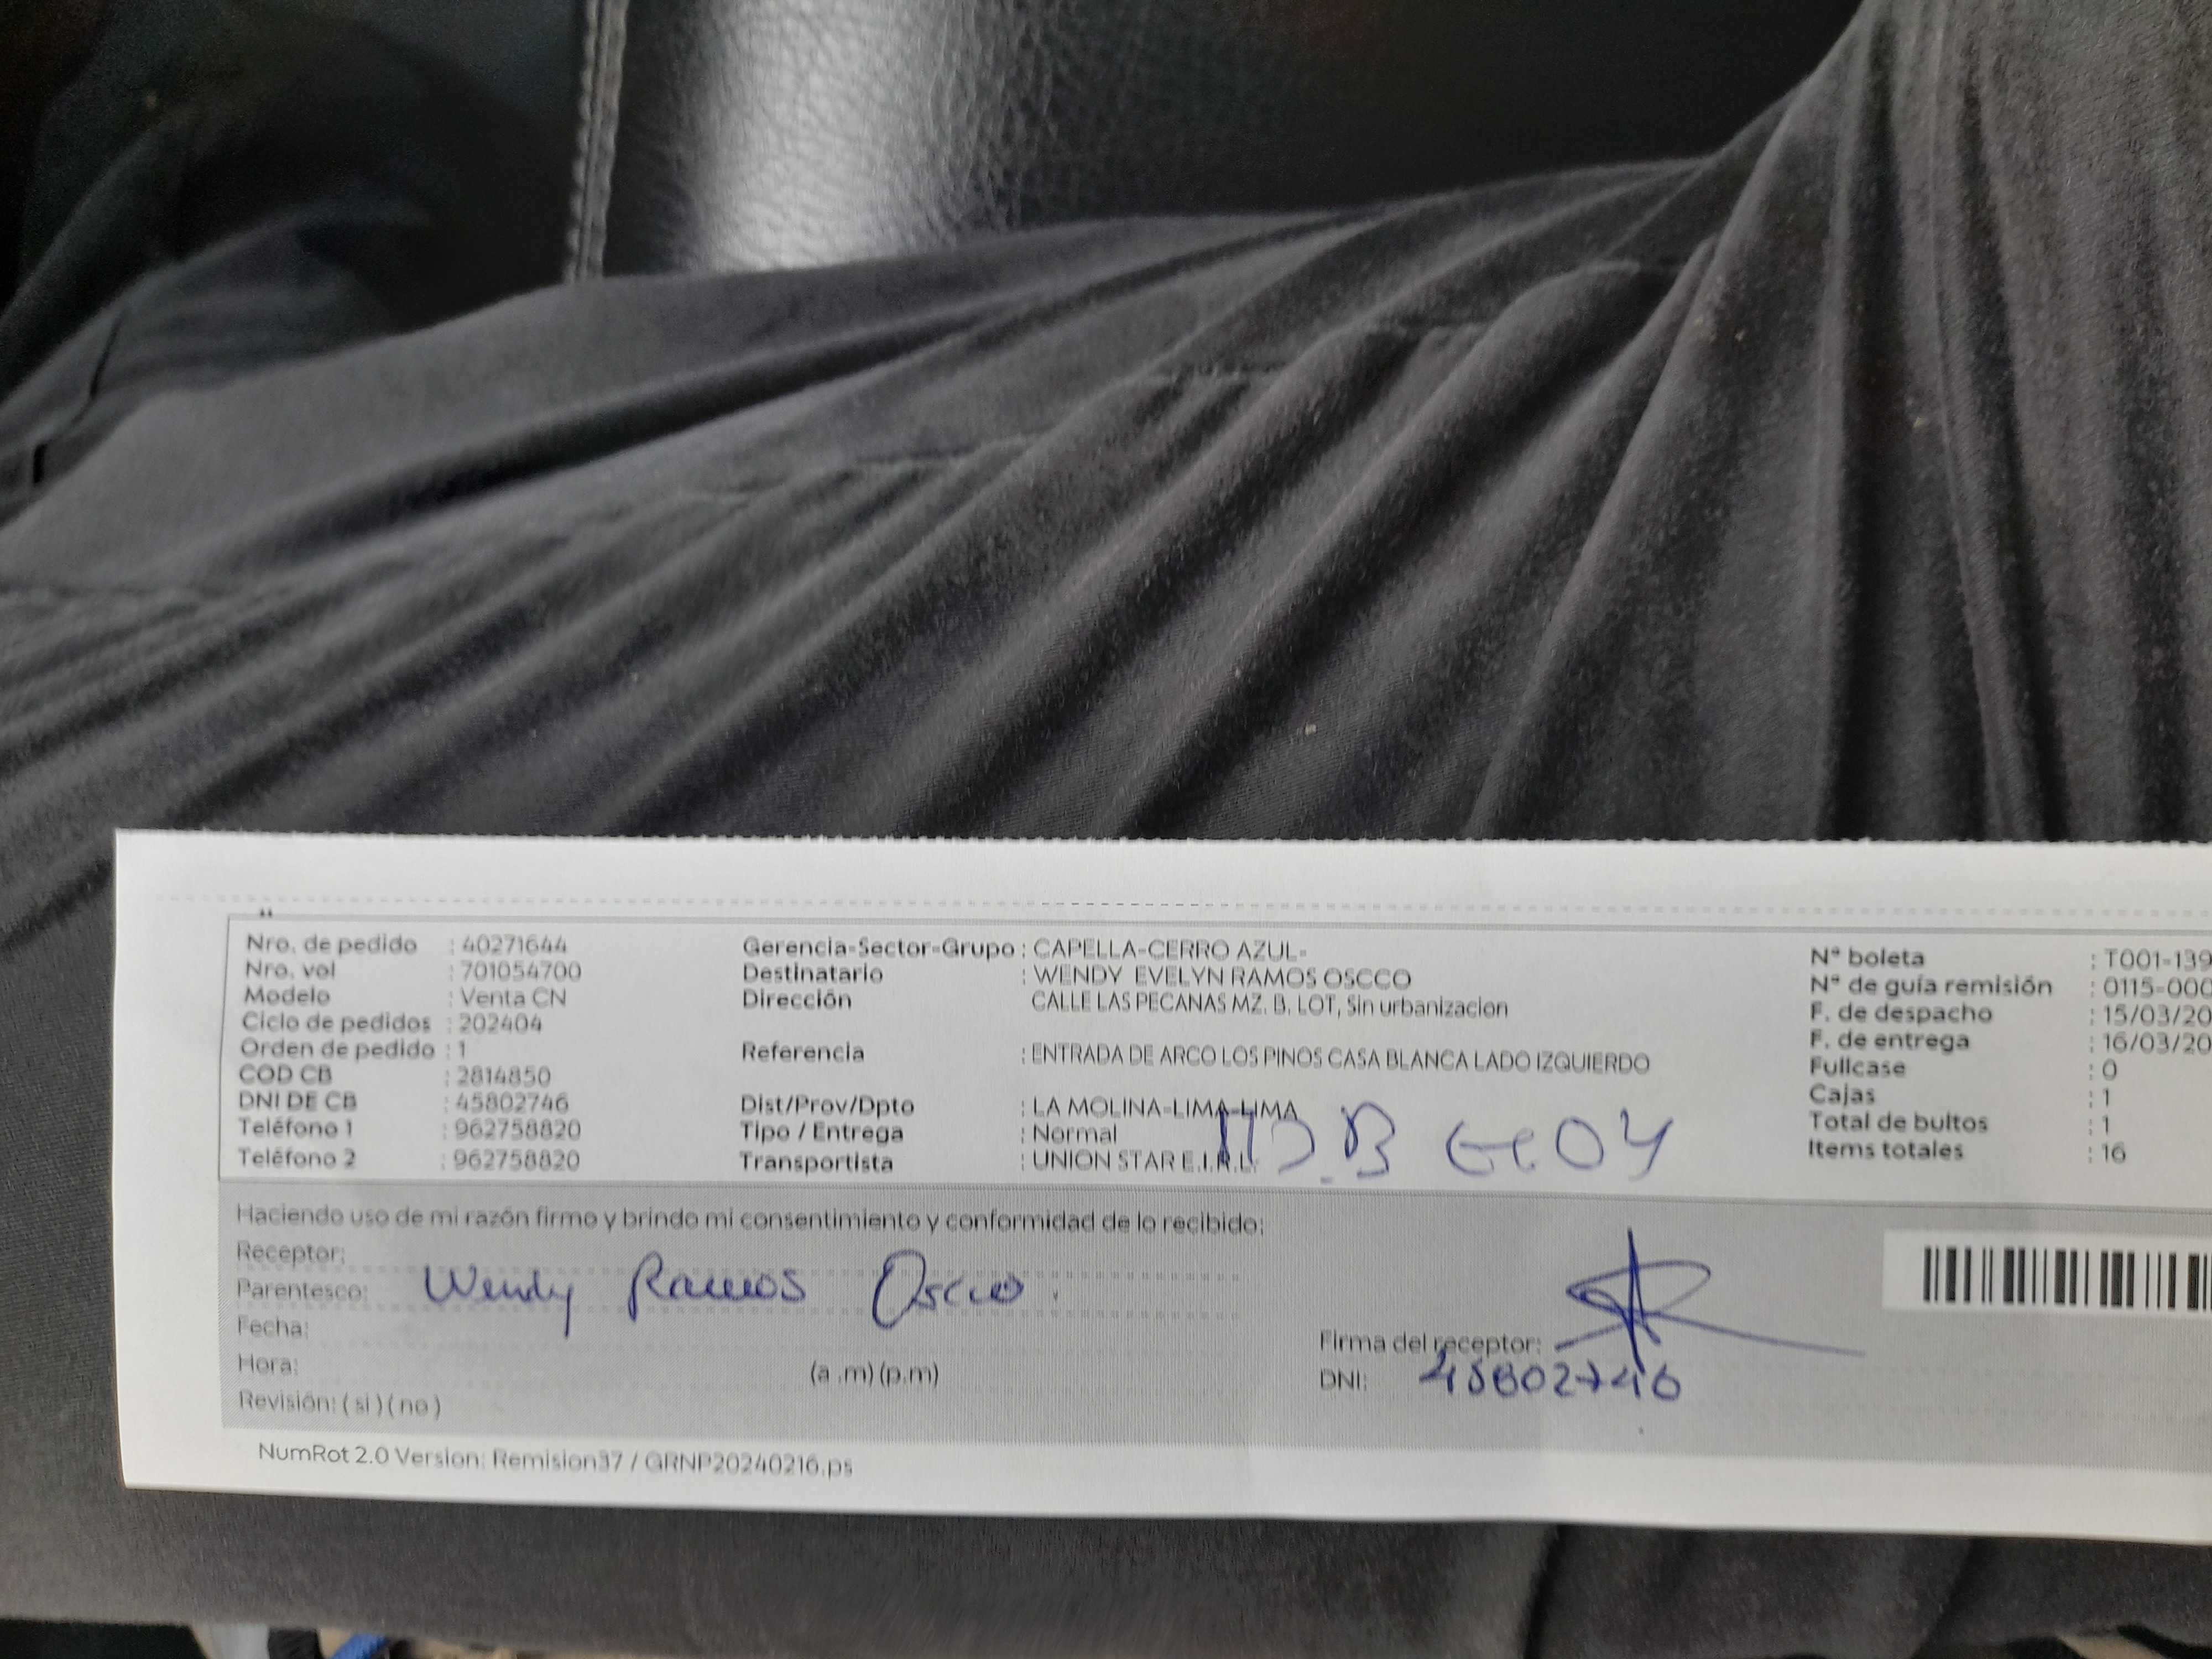 Nro. de pedido : 40271644
Nro. vol : 701054700
Modelo : Venta CN
Ciclo de pedidos : 202404
Orden de pedido : 1
COD CB : 2814850
DNI DE CB : 45802746
Teléfono 1 : 962758820
Teléfono 2 : 962758820
Gerencia-Sector-Grupo : CAPELLA-CERRO AZUL-
Destinatario : WENDY EVELYN RAMOS OSCCO
Dirección CALLE LAS PECANAS MZ. B. LOT, Sin urbanizacion
Referencia : ENTRADA DE ARCO LOS PINOS CASA BLANCA LADO IZQUIERDO
Dist/Prov/Dpto : LA MOLINA-LIMA-LIMA
Tipo / Entrega : Normal
Transportista : UNION STAR E.I.R.L.
B 04
N° boleta : T001-139
N° de guía remisión : 0115-000
F. de despacho : 15/03/20
F. de entrega : 16/03/20
Fullcase : 0
Cajas : 1
Total de bultos : 1
Items totales : 16
Haciendo uso de mi razón firmo y brindo mi consentimiento y conformidad de lo recibido:
Receptor:
Parentesco: Wendy Ramos Oscco
Fecha:
Hora: (a .m) (p.m)
Revisión: ( si ) ( no )
Firma del receptor:
DNI: 45802746
NumRot 2.0 Version: Remision37 / GRNP20240216.ps